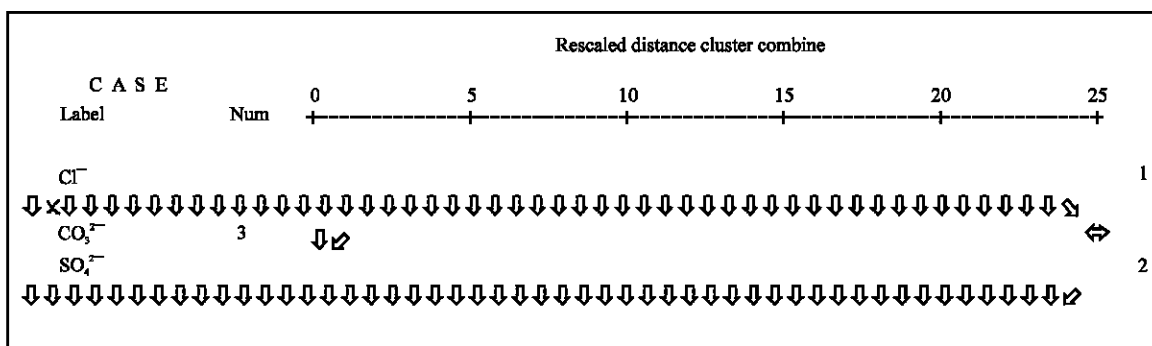 Rescaled distance cluster combine
C A S E
0 5 10 15 20 25
Label Num
Cl⁻ 1
CO₃²⁻ 3
SO₄²⁻ 2